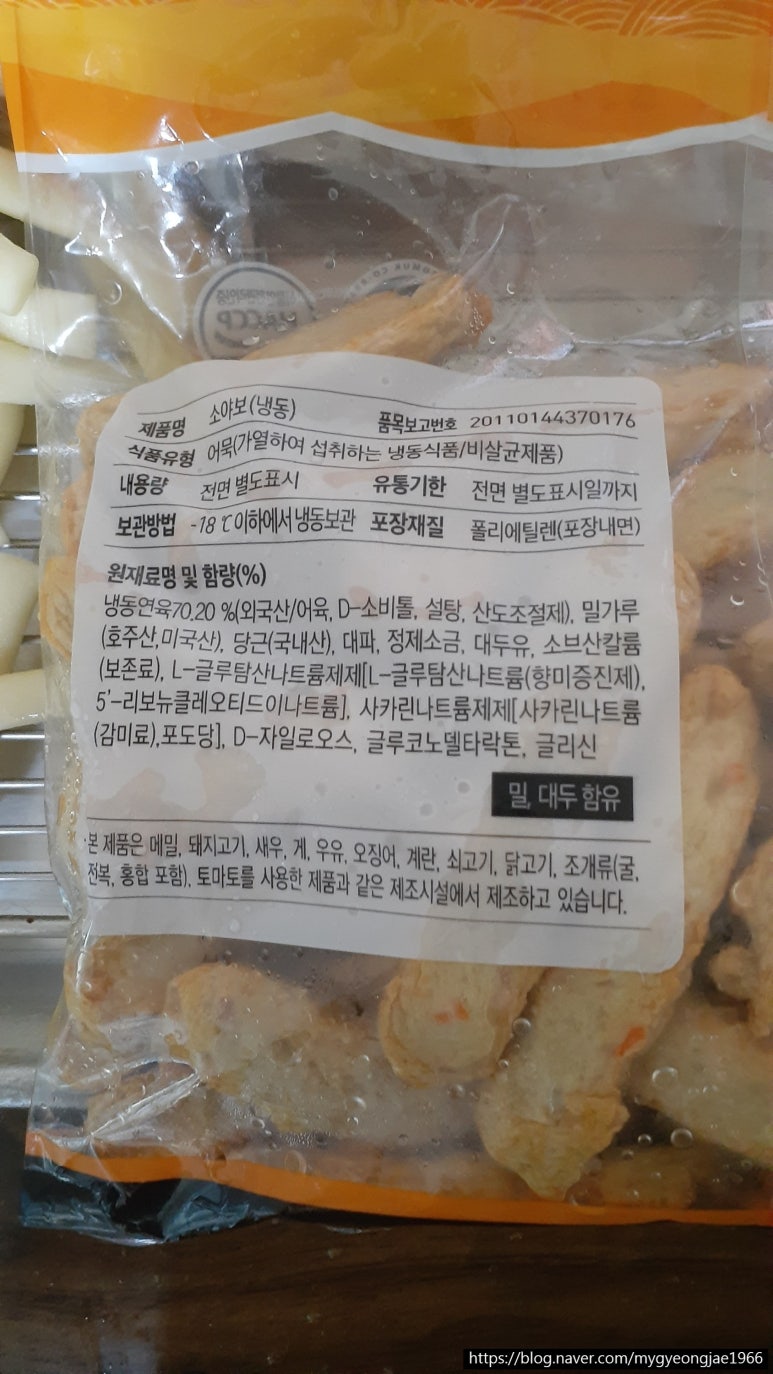 HACCP
제품명 소야보(냉동) 품목보고번호 20110144370176
식품유형 어묵(가열하여 섭취하는 냉동식품/비살균제품)
내용량 전면 별도표시 유통기한 전면 별도표시일까지
보관방법 -18℃이하에서 냉동보관 포장재질 폴리에틸렌(포장내면)
원재료명 및 함량(%)
냉동연육70.20 %(외국산/어육, D-소비톨, 설탕, 산도조절제), 밀가루
(호주산,미국산), 당근(국내산), 대파, 정제소금, 대두유, 소브산칼륨
(보존료), L-글루탐산나트륨제제[L-글루탐산나트륨(향미증진제),
5'-리보뉴클레오티드이나트륨], 사카린나트륨제제[사카린나트륨
(감미료),포도당], D-자일로오스, 글루코노델타락톤, 글리신
밀, 대두 함유
·본 제품은 메밀, 돼지고기, 새우, 게, 우유, 오징어, 계란, 쇠고기, 닭고기, 조개류(굴,
전복, 홍합 포함), 토마토를 사용한 제품과 같은 제조시설에서 제조하고 있습니다.
https://blog.naver.com/mygyeongjae1966